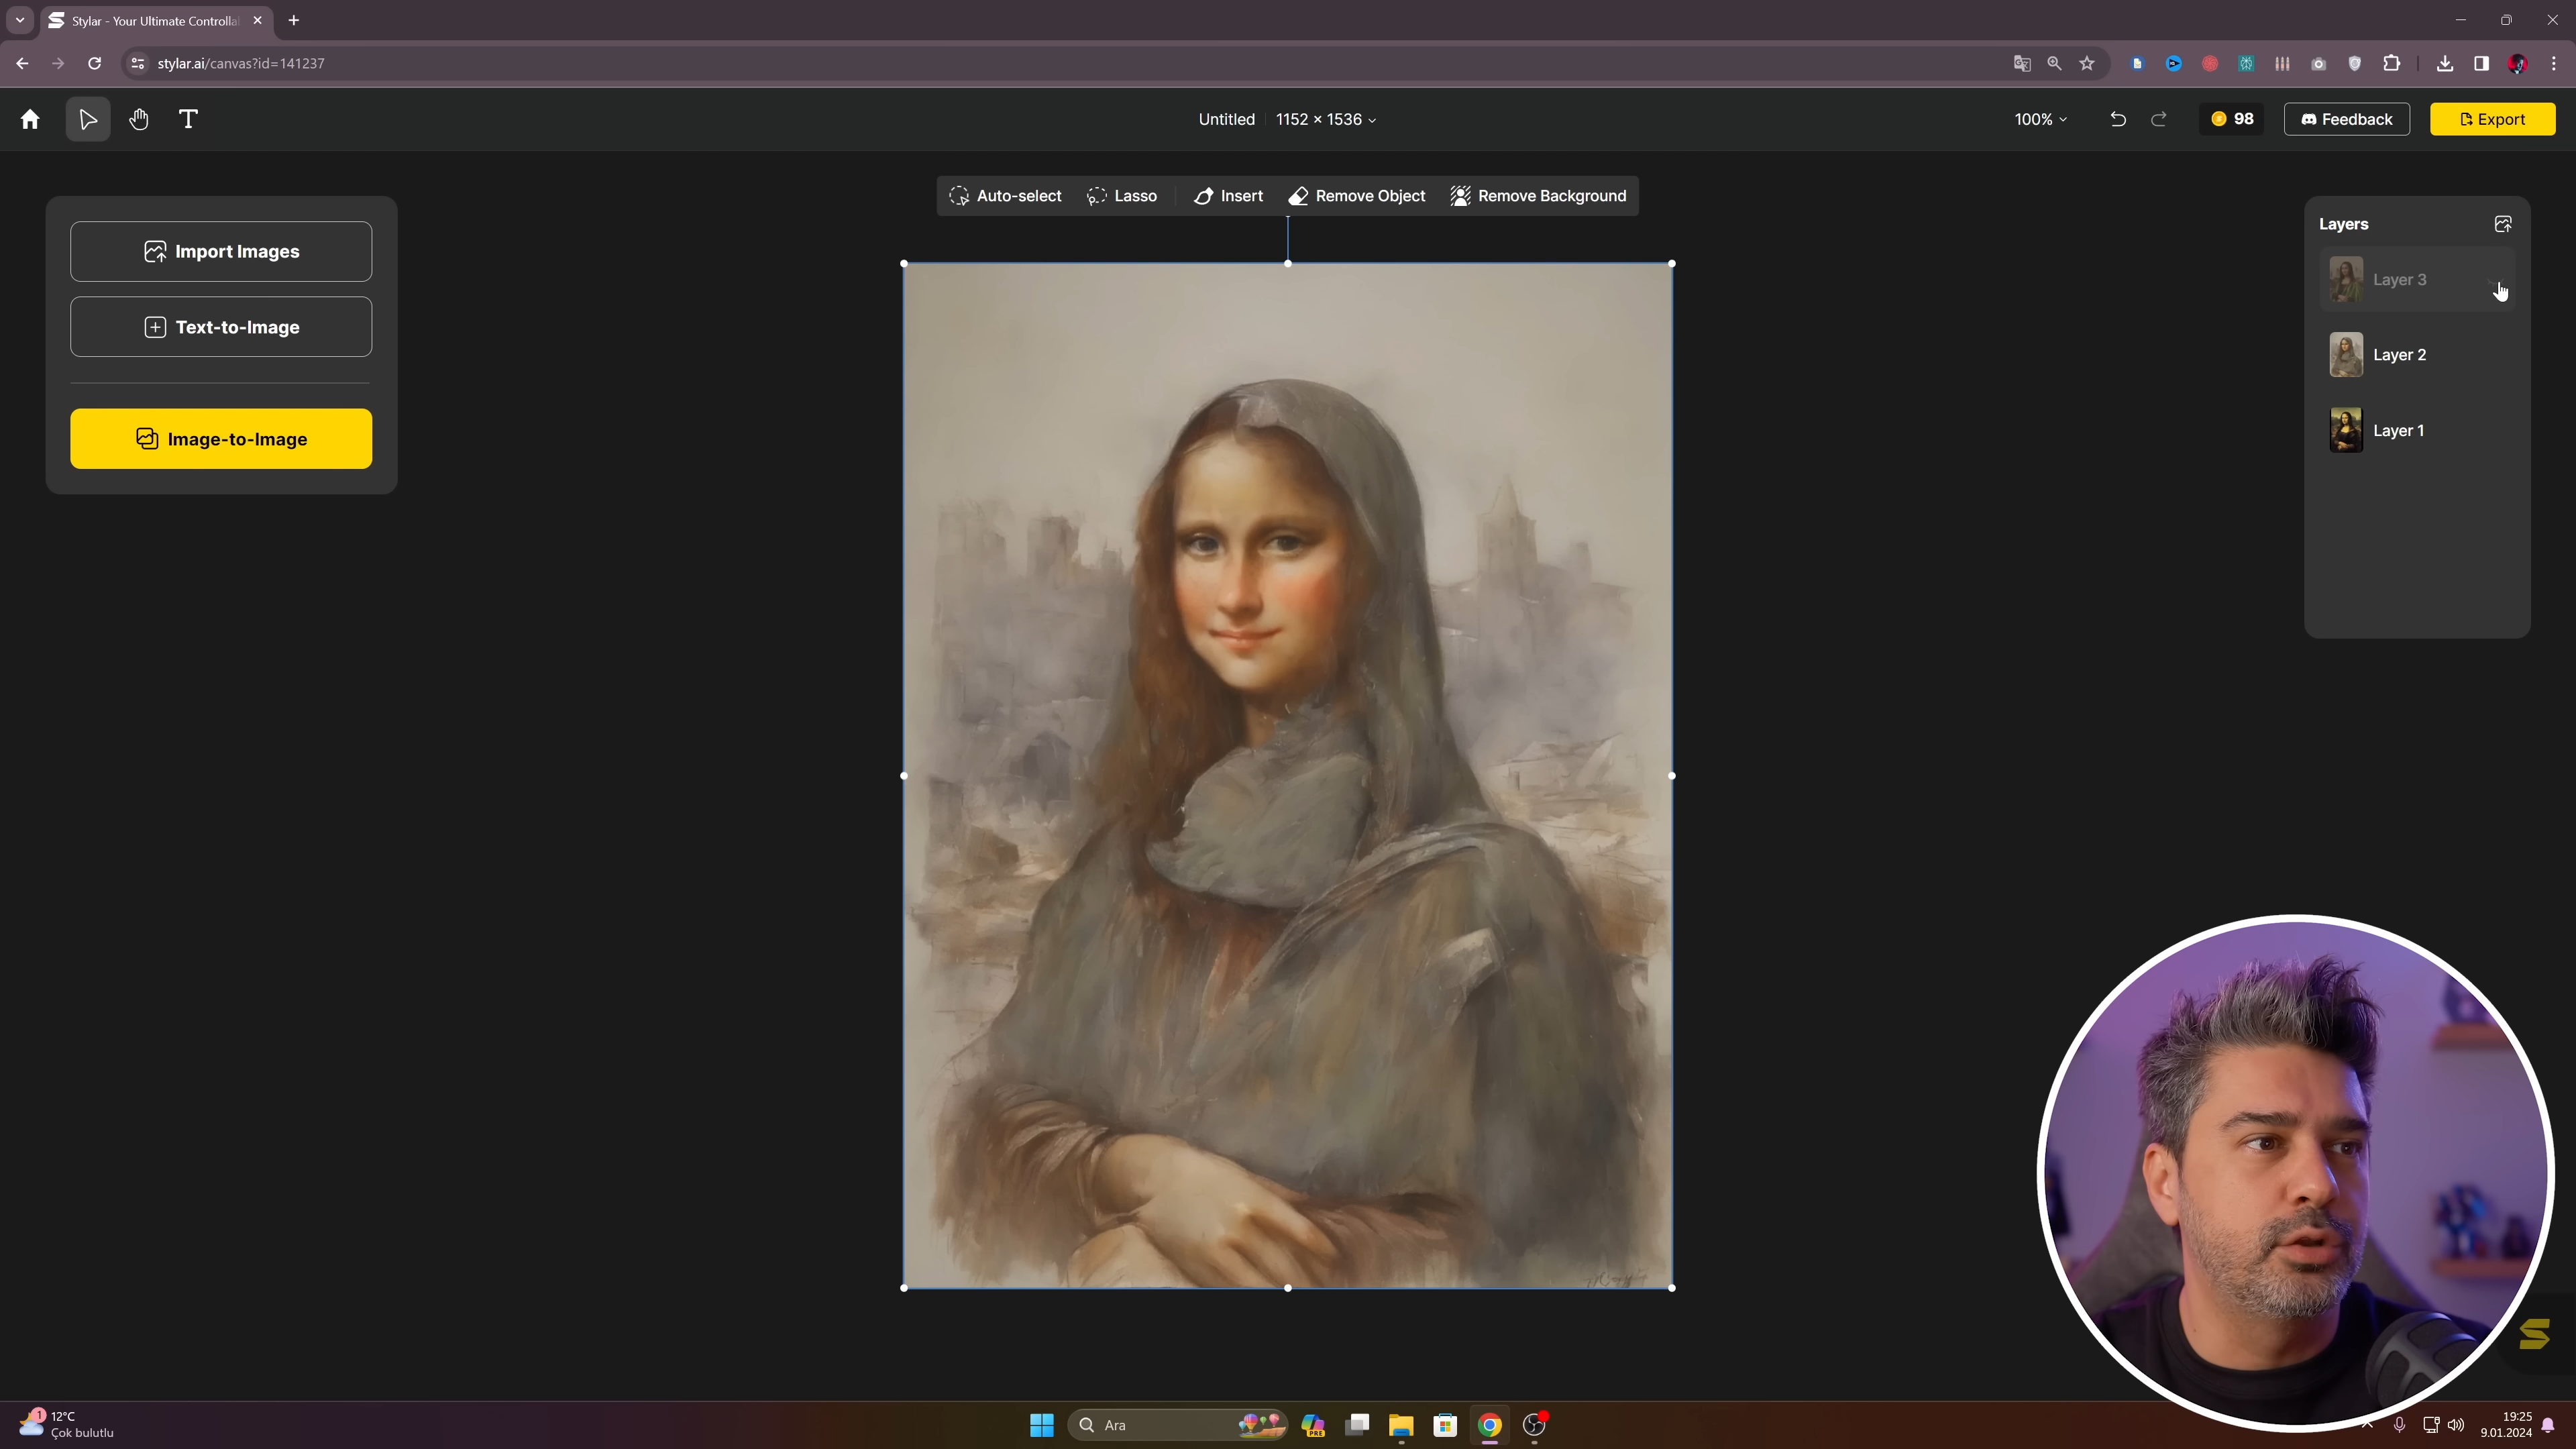 Stylar - Your Ultimate Controlla
stylar.ai/canvas?id=141237
Untitled
1152 × 1536
100%
98
Feedback
Export
Auto-select
Lasso
Insert
Remove Object
Remove Background
Import Images
Text-to-Image
Image-to-Image
Layers
Layer 3
Layer 2
Layer 1
1
12°C
Çok bulutlu
Ara
PRE
19:25
9.01.2024